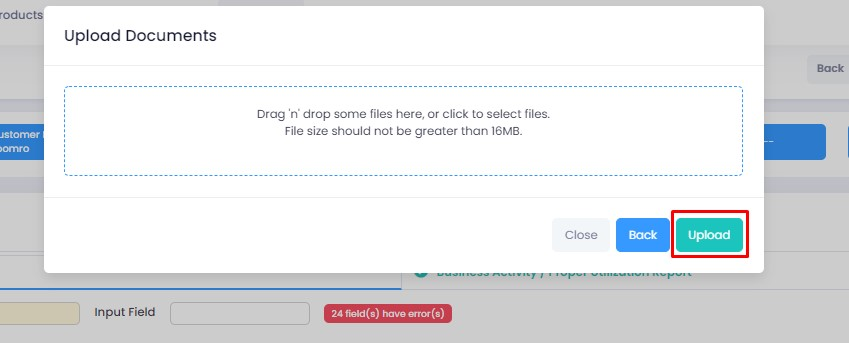 roducts
Upload Documents
Back
Drag 'n' drop some files here, or click to select files.
File size should not be greater than 16MB.
ustomer
oomro
--
Close
Back
Upload
Business Activity / Proper Utilization Report
Input Field
24 field(s) have error(s)